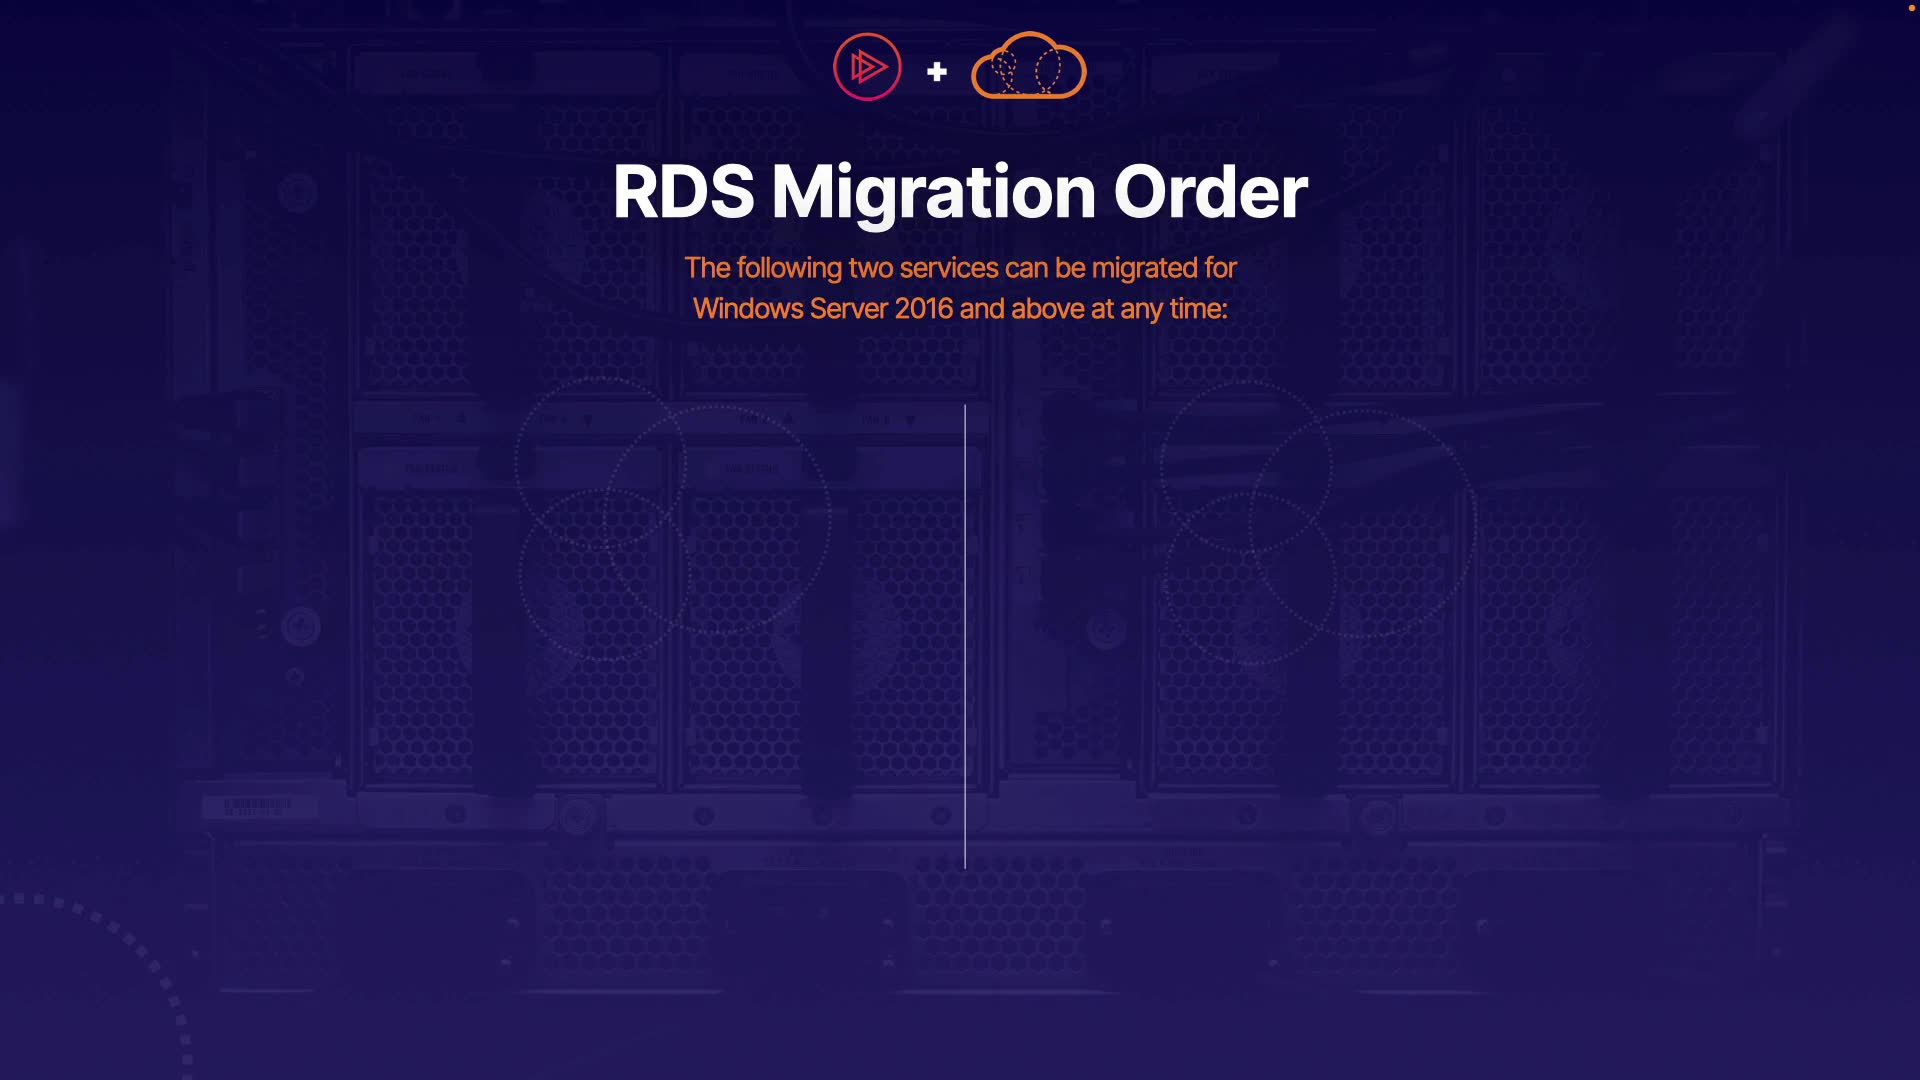 RDS Migration Order
The following two services can be migrated for
Windows Server 2016 and above at any time: